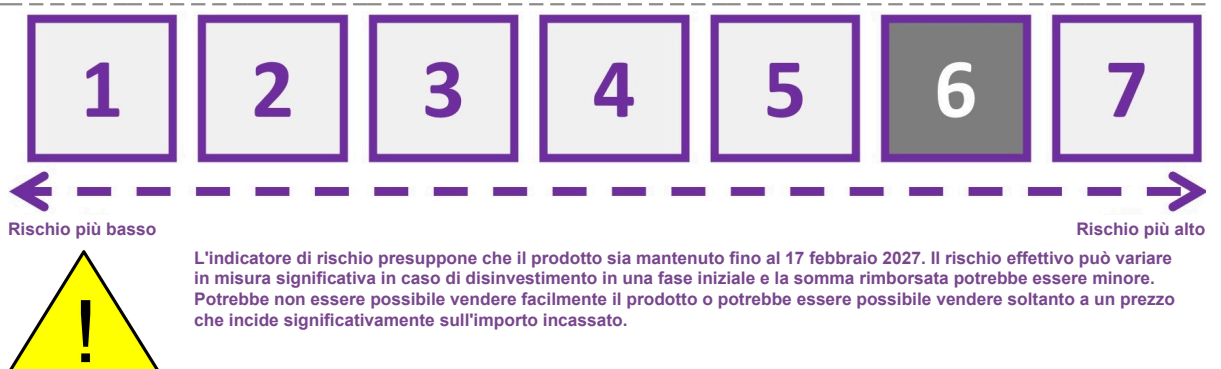 1 2 3 4 5 6 7
Rischio più basso Rischio più alto
L'indicatore di rischio presuppone che il prodotto sia mantenuto fino al 17 febbraio 2027. Il rischio effettivo può variare
in misura significativa in caso di disinvestimento in una fase iniziale e la somma rimborsata potrebbe essere minore.
Potrebbe non essere possibile vendere facilmente il prodotto o potrebbe essere possibile vendere soltanto a un prezzo
che incide significativamente sull'importo incassato.
!